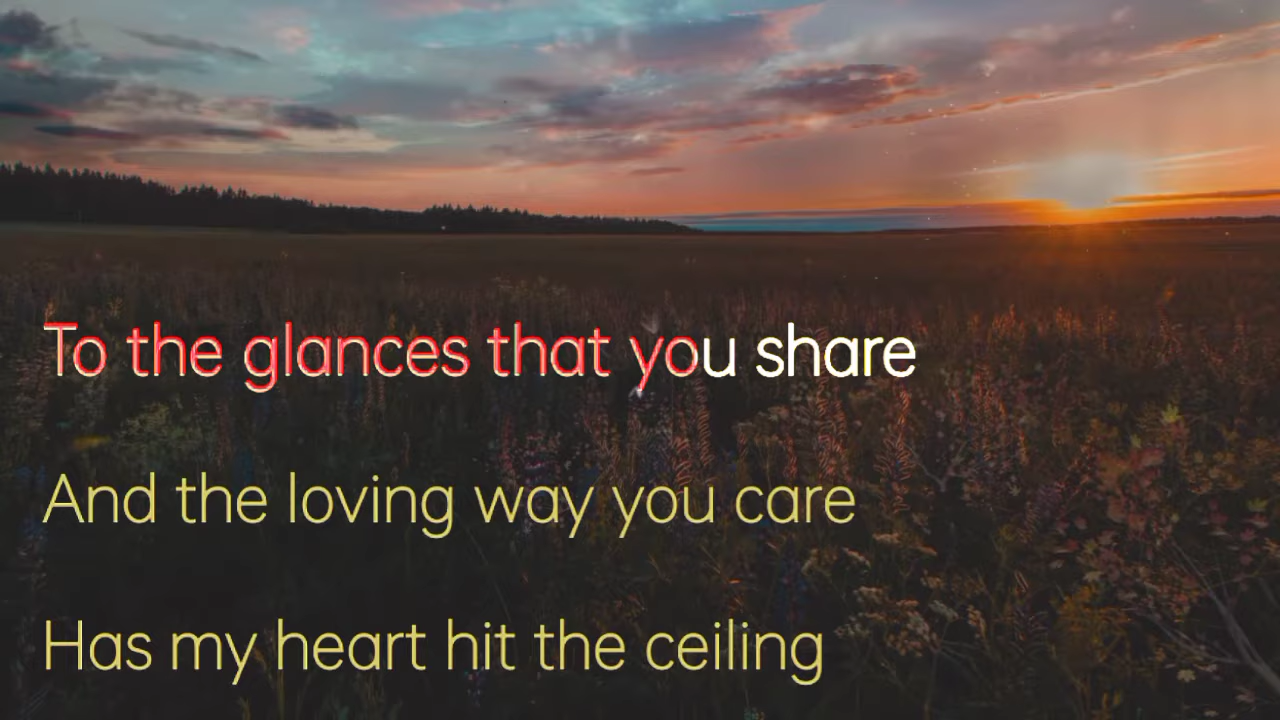 To the glances that you share
And the loving way you care
Has my heart hit the ceiling